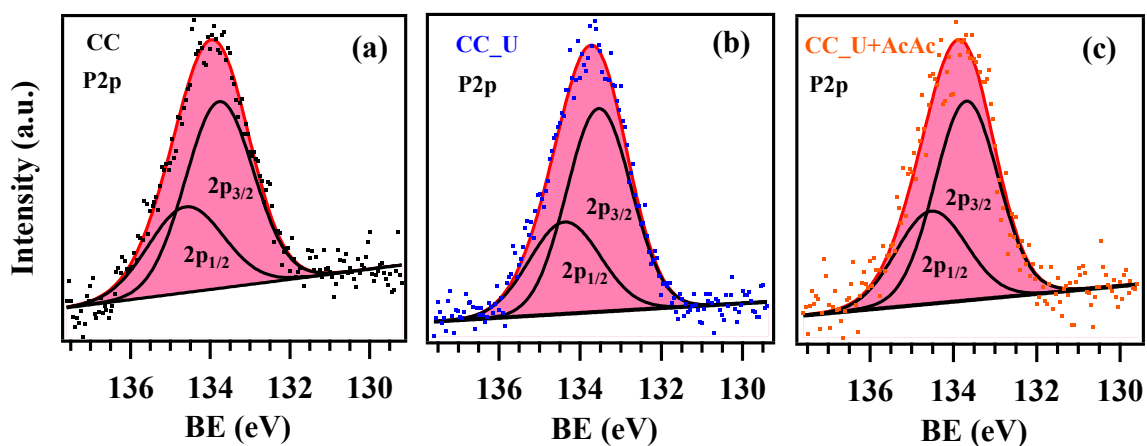 Intensity (a.u.)
CC
(a)
P2p
2p3/2
2p1/2
136 134 132 130
BE (eV)
CC_U
(b)
P2p
2p3/2
2p1/2
136 134 132 130
BE (eV)
CC_U+AcAc
(c)
P2p
2p3/2
2p1/2
136 134 132 130
BE (eV)